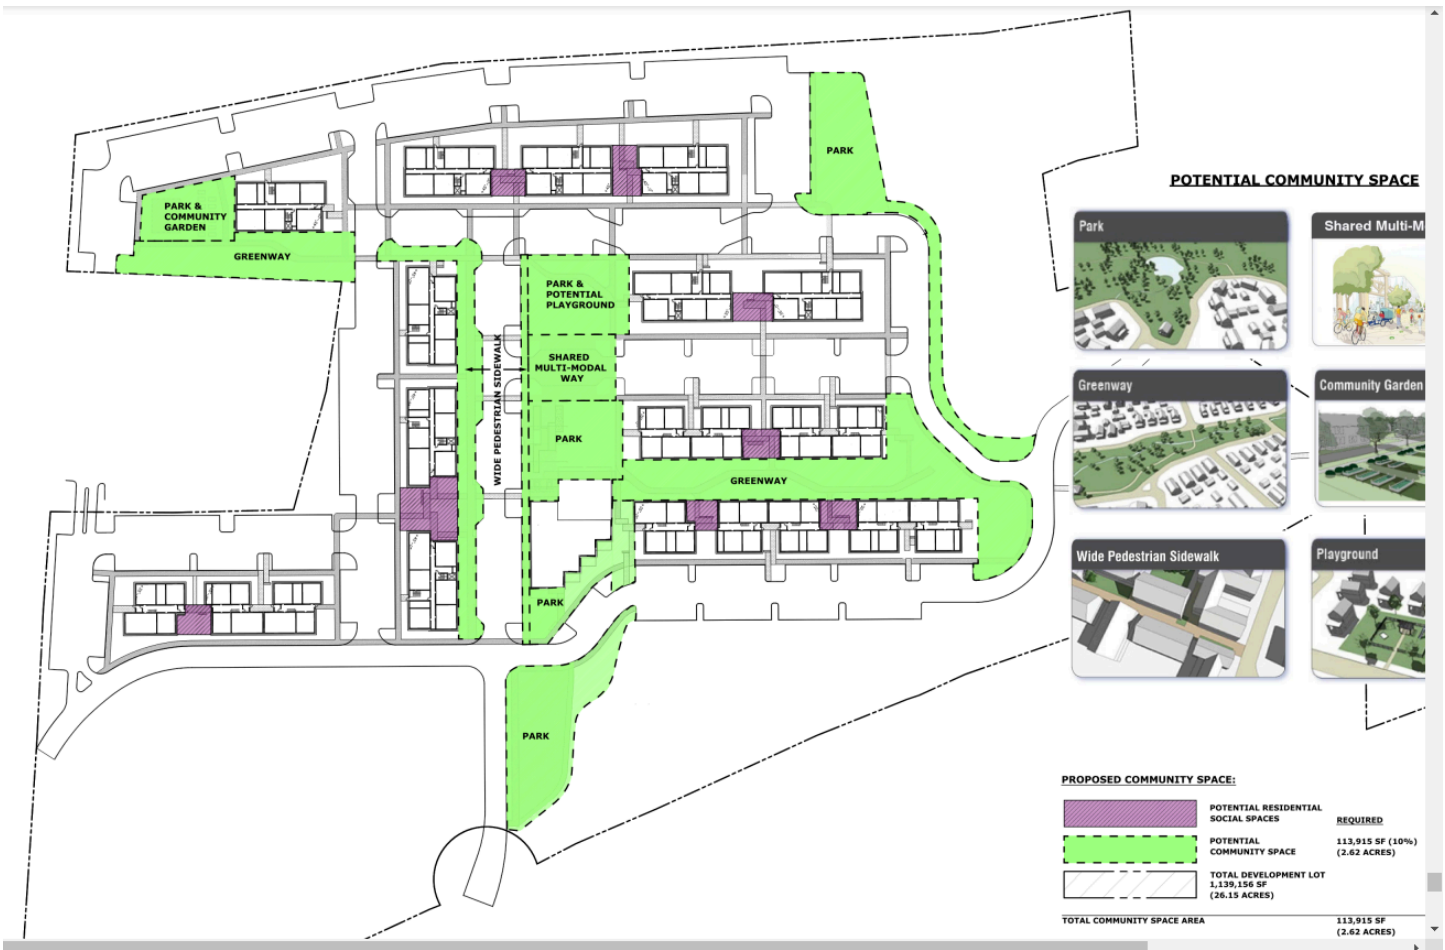 PARK
PARK &
COMMUNITY
GARDEN
GREENWAY
PARK &
POTENTIAL
PLAYGROUND
WIDE PEDESTRIAN SIDEWALK
SHARED
MULTI-MODAL
WAY
PARK
GREENWAY
PARK
PARK
POTENTIAL COMMUNITY SPACE
Park
Shared Multi-M
Greenway
Community Garden
Wide Pedestrian Sidewalk
Playground
PROPOSED COMMUNITY SPACE:
POTENTIAL RESIDENTIAL
SOCIAL SPACES
REQUIRED
POTENTIAL
COMMUNITY SPACE
113,915 SF (10%)
(2.62 ACRES)
TOTAL DEVELOPMENT LOT
1,139,156 SF
(26.15 ACRES)
TOTAL COMMUNITY SPACE AREA
113,915 SF
(2.62 ACRES)